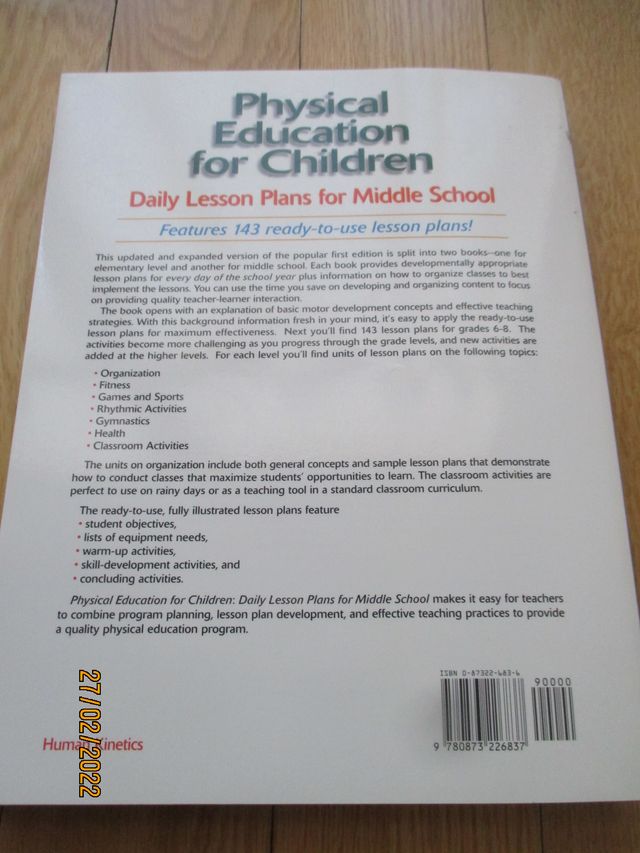 Physical
Education
for Children
Daily Lesson Plans for Middle School
Features 143 ready-to-use lesson plans!
This updated and expanded version of the popular first edition is split into two books--one for
elementary level and another for middle school. Each book provides developmentally appropriate
lesson plans for every day of the school year plus information on how to organize classes to best
implement the lessons. You can use the time you save on developing and organizing content to focus
on providing quality teacher-learner interaction.
The book opens with an explanation of basic motor development concepts and effective teaching
strategies. With this background information fresh in your mind, it's easy to apply the ready-to-use
lesson plans for maximum effectiveness. Next you'll find 143 lesson plans for grades 6-8. The
activities become more challenging as you progress through the grade levels, and new activities are
added at the higher levels. For each level you'll find units of lesson plans on the following topics:
• Organization
• Fitness
• Games and Sports
• Rhythmic Activities
• Gymnastics
• Health
• Classroom Activities
The units on organization include both general concepts and sample lesson plans that demonstrate
how to conduct classes that maximize students' opportunities to learn. The classroom activities are
perfect to use on rainy days or as a teaching tool in a standard classroom curriculum.
The ready-to-use, fully illustrated lesson plans feature
• student objectives,
• lists of equipment needs,
• warm-up activities,
• skill-development activities, and
• concluding activities.
Physical Education for Children: Daily Lesson Plans for Middle School makes it easy for teachers
to combine program planning, lesson plan development, and effective teaching practices to provide
a quality physical education program.
ISBN 0-87322-683-6
90000
9 780873 226837
Human Kinetics
27/02/2022